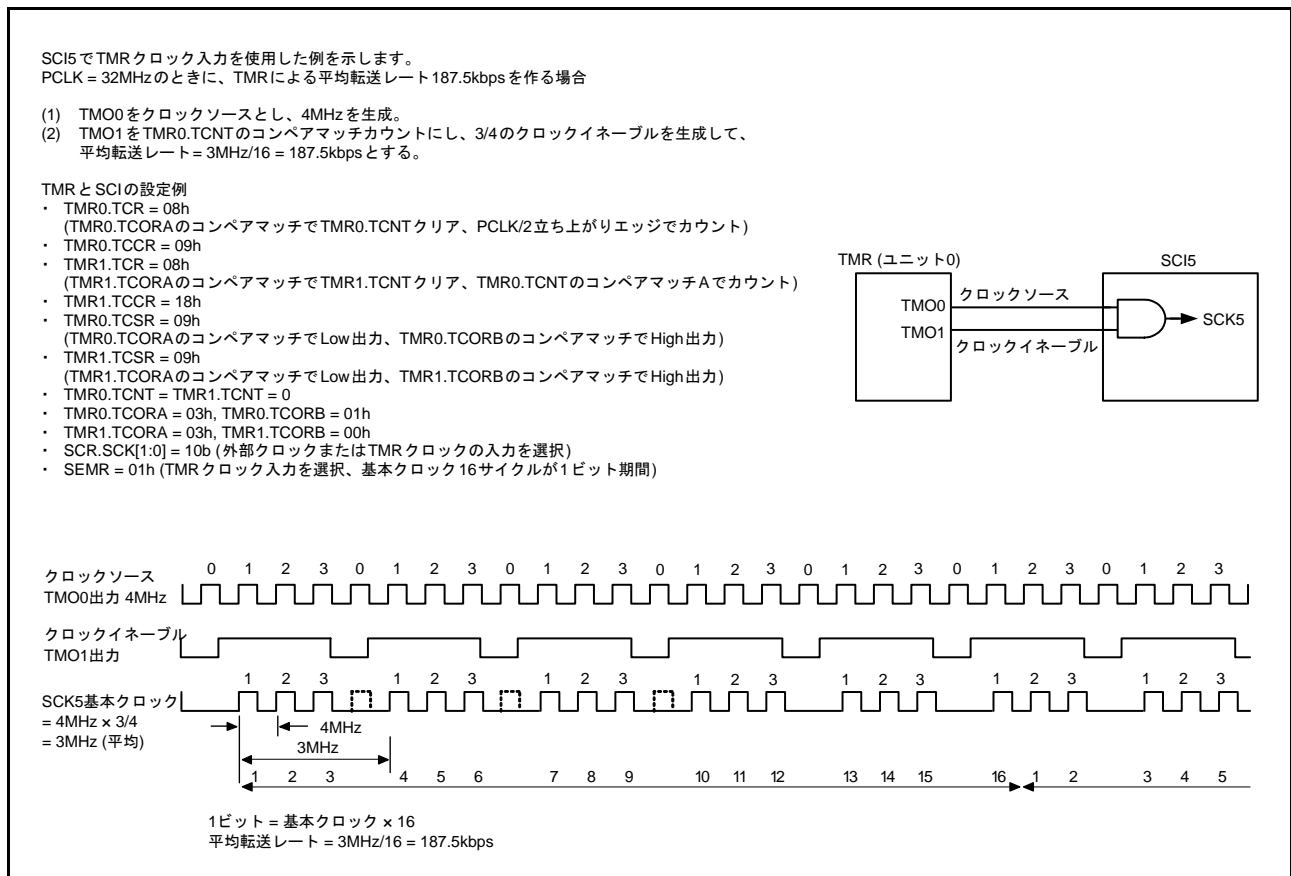 SCI5でTMRクロック入力を使用した例を示します。
PCLK = 32MHzのときに、TMRによる平均転送レート187.5kbpsを作る場合
(1) TMO0をクロックソースとし、4MHzを生成。
(2) TMO1をTMR0.TCNTのコンペアマッチカウントにし、3/4のクロックイネーブルを生成して、
平均転送レート= 3MHz/16 = 187.5kbpsとする。
TMRとSCIの設定例
・ TMR0.TCR = 08h
(TMR0.TCORAのコンペアマッチでTMR0.TCNTクリア、PCLK/2立ち上がりエッジでカウント)
・ TMR0.TCCR = 09h
・ TMR1.TCR = 08h
(TMR1.TCORAのコンペアマッチでTMR1.TCNTクリア、TMR0.TCNTのコンペアマッチAでカウント)
・ TMR1.TCCR = 18h
・ TMR0.TCSR = 09h
(TMR0.TCORAのコンペアマッチでLow出力、TMR0.TCORBのコンペアマッチでHigh出力)
・ TMR1.TCSR = 09h
(TMR1.TCORAのコンペアマッチでLow出力、TMR1.TCORBのコンペアマッチでHigh出力)
・ TMR0.TCNT = TMR1.TCNT = 0
・ TMR0.TCORA = 03h, TMR0.TCORB = 01h
・ TMR1.TCORA = 03h, TMR1.TCORB = 00h
・ SCR.SCK[1:0] = 10b (外部クロックまたはTMRクロックの入力を選択)
・ SEMR = 01h (TMRクロック入力を選択、基本クロック16サイクルが1ビット期間)
TMR (ユニット0)
SCI5
TMO0
クロックソース
TMO1
クロックイネーブル
SCK5
0 1 2 3 0 1 2 3 0 1 2 3 0 1 2 3 0 1 2 3 0 1 2 3 0 1 2 3
クロックソース
TMO0出力 4MHz
クロックイネーブル
TMO1出力
1 2 3 1 2 3 1 2 3 1 2 3 1 2 3 1 2 3 1 2 3
SCK5基本クロック
= 4MHz × 3/4
= 3MHz (平均)
4MHz
3MHz
1 2 3 4 5 6 7 8 9 10 11 12 13 14 15 16 1 2 3 4 5
1ビット = 基本クロック × 16
平均転送レート = 3MHz/16 = 187.5kbps